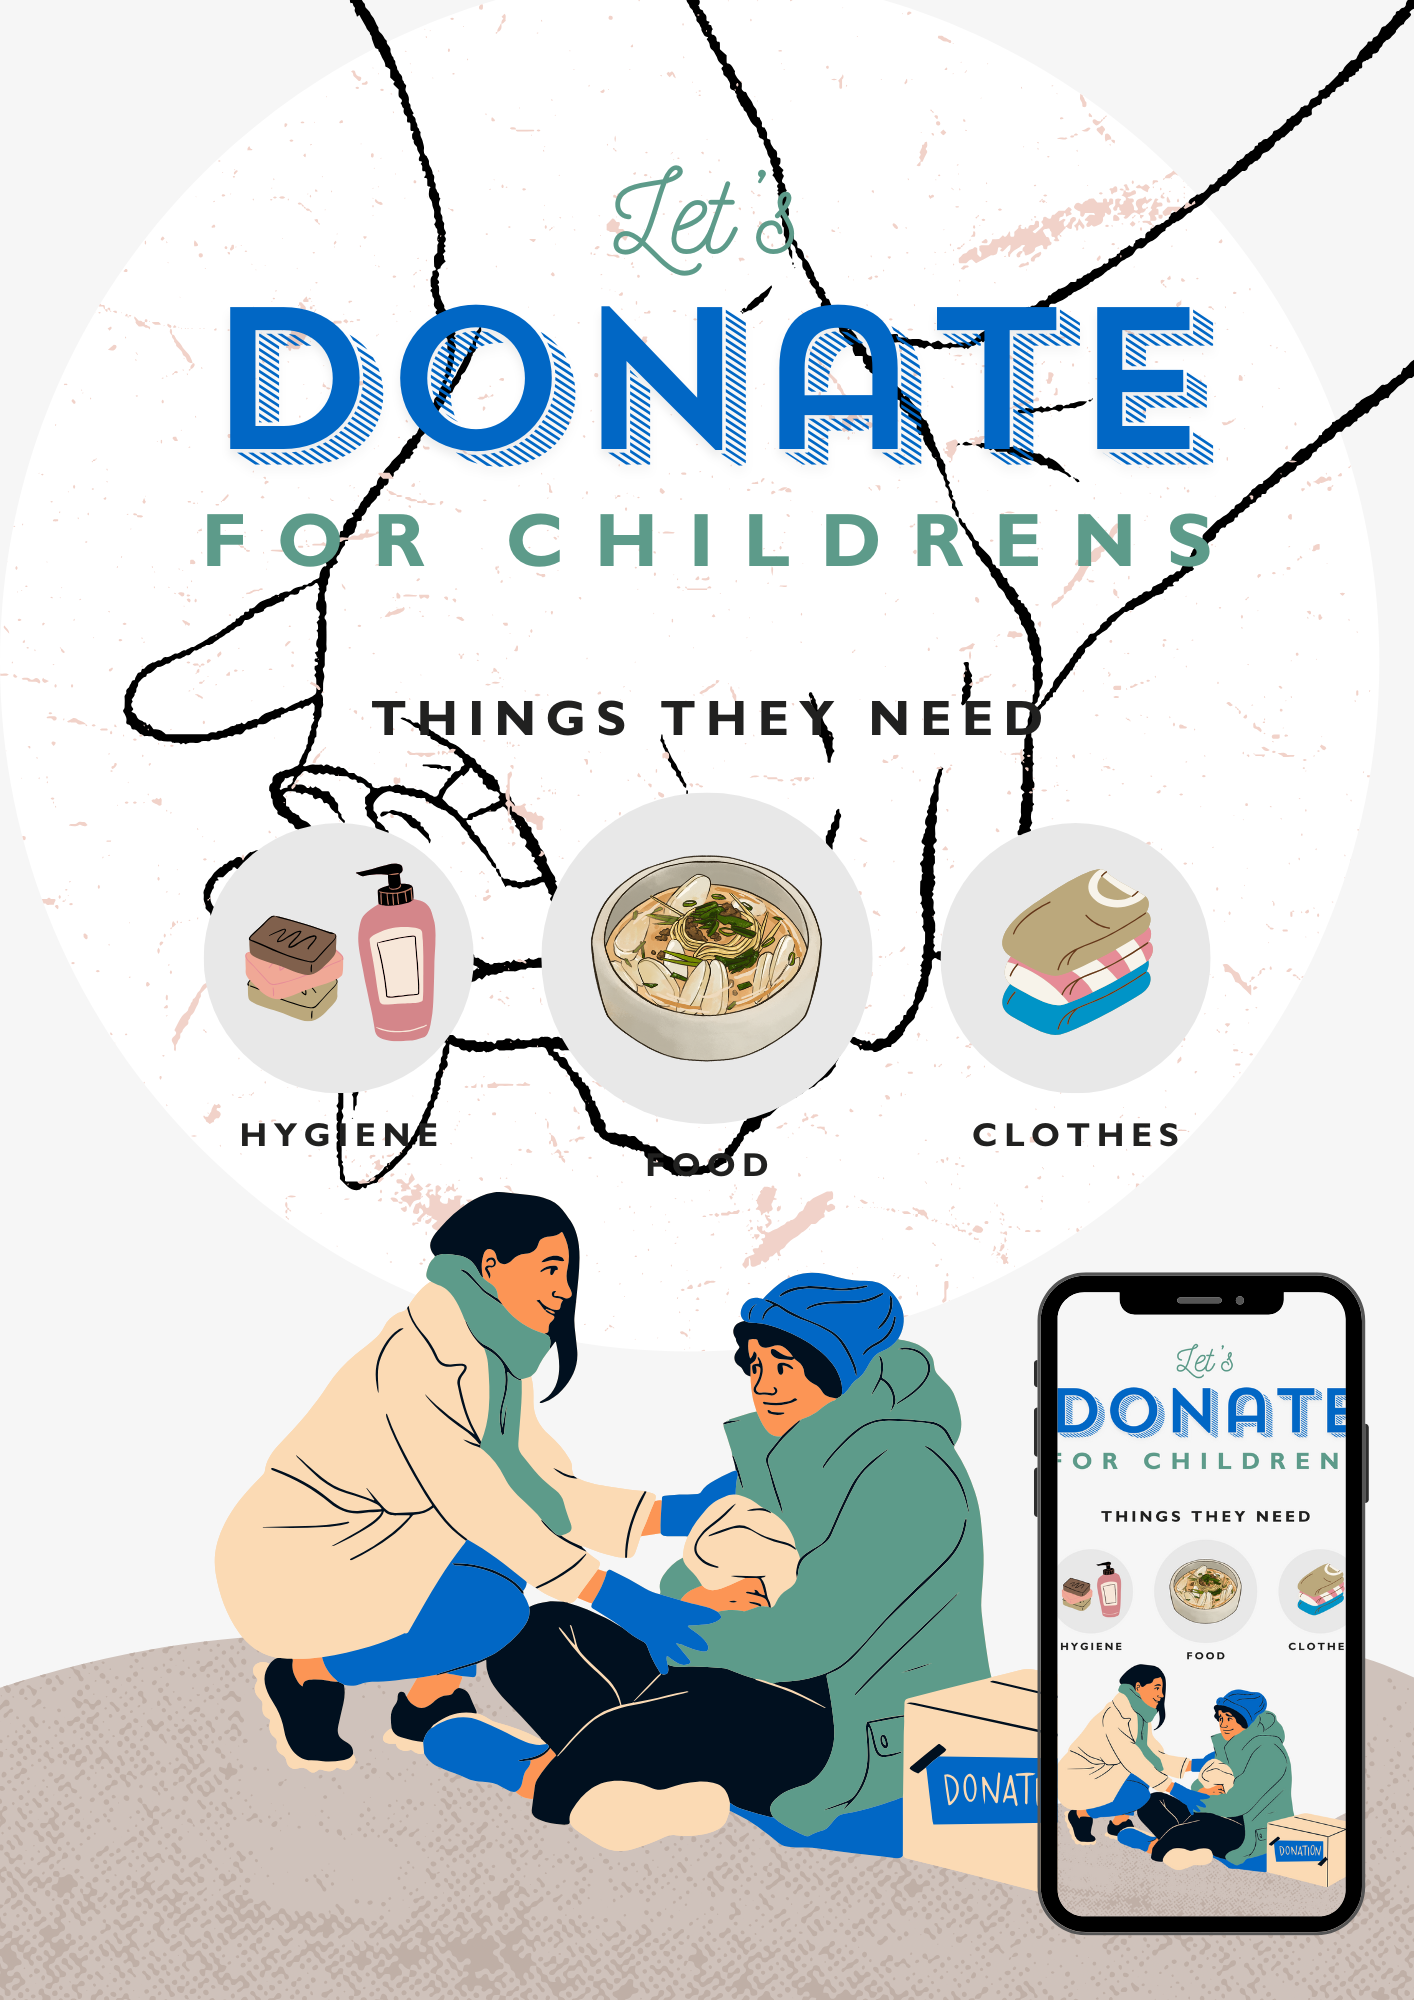 Let's
DONATE
FOR CHILDRENS
THINGS THEY NEED
HYGIENE
FOOD
CLOTHES
DONATI
Let's
DONATE
FOR CHILDREN
THINGS THEY NEED
HYGIENE
FOOD
CLOTHE
DONATION